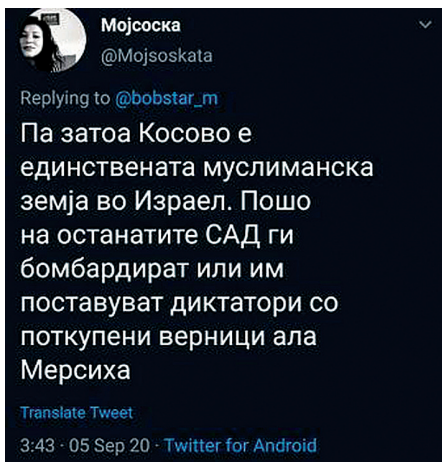 Мојсоска
@Mojsoskata
Replying to @bobstar_m
Па затоа Косово е
единствената муслиманска
земја во Израел. Пошо
на останатите САД ги
бомбардират или им
поставуват диктатори со
поткупени верници ала
Мерсиха
Translate Tweet
3:43 · 05 Sep 20 · Twitter for Android